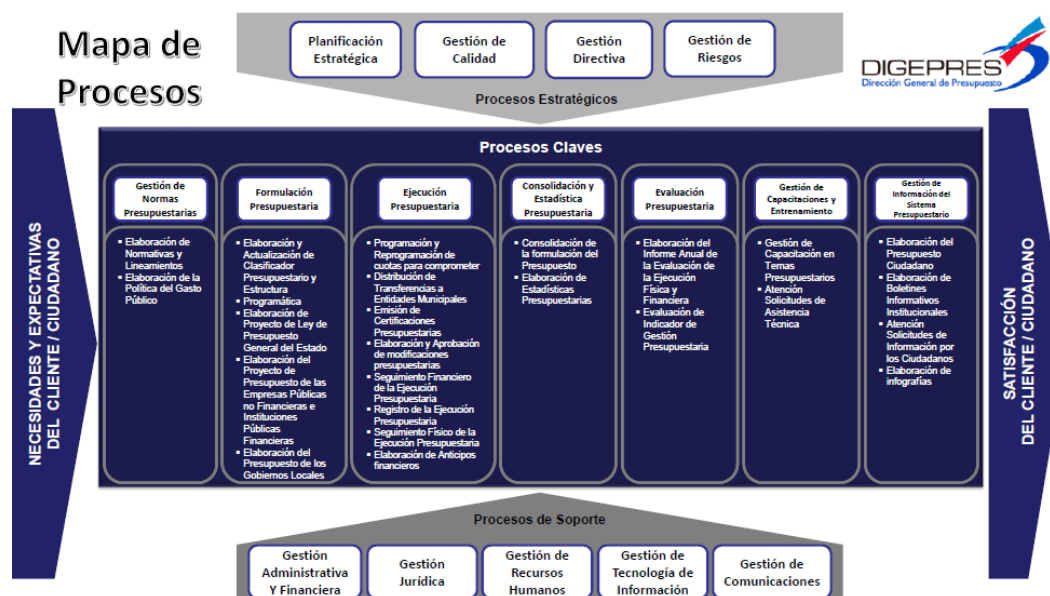 Mapa de
Procesos
Planificación
Estratégica
Gestión de
Calidad
Gestión
Directiva
Gestión de
Riesgos
Procesos Estratégicos
DIGEPRES
Dirección General de Presupuesto
NECESIDADES Y EXPECTATIVAS
DEL CLIENTE / CIUDADANO
Procesos Claves
Gestión de
Normas
Presupuestarias
▪ Elaboración de
Normativas y
Lineamientos
▪ Elaboración de la
Política del Gasto
Público
Formulación
Presupuestaria
▪ Elaboración y
Actualización de
Clasificador
Presupuestario y
Estructura
▪ Programática
▪ Elaboración de
Proyecto de Ley de
Presupuesto
General del Estado
▪ Elaboración del
Proyecto de
Presupuesto de las
Empresas Públicas
no Financieras e
Instituciones
Públicas
Financieras
▪ Elaboración del
Presupuesto de los
Gobiernos Locales
Ejecución
Presupuestaria
▪ Programación y
Reprogramación de
cuotas para comprometer
▪ Distribución de
Transferencias a
Entidades Municipales
▪ Emisión de
Certificaciones
Presupuestarias
▪ Elaboración y Aprobación
de modificaciones
presupuestarias
▪ Seguimiento Financiero
de la Ejecución
Presupuestaria
▪ Registro de la Ejecución
Presupuestaria
▪ Seguimiento Físico de la
Ejecución Presupuestaria
▪ Elaboración de Anticipos
financieros
Consolidación y
Estadística
Presupuestaria
▪ Consolidación de
la formulación del
Presupuesto
▪ Elaboración de
Estadísticas
Presupuestarias
Evaluación
Presupuestaria
▪ Elaboración del
Informe Anual de
la Evaluación de
la Ejecución
Física y
Financiera
▪ Evaluación de
Indicador de
Gestión
Presupuestaria
Gestión de
Capacitaciones y
Entrenamiento
▪ Gestión de
Capacitación en
Temas
Presupuestarios
▪ Atención
Solicitudes de
Asistencia
Técnica
Gestión de
Información del
Sistema
Presupuestario
▪ Elaboración del
Presupuesto
Ciudadano
▪ Elaboración de
Boletines
Informativos
Institucionales
▪ Atención
Solicitudes de
Información por
los Ciudadanos
▪ Elaboración de
infografías
SATISFACCIÓN
DEL CLIENTE / CIUDADANO
Procesos de Soporte
Gestión
Administrativa
Y Financiera
Gestión
Jurídica
Gestión de
Recursos
Humanos
Gestión de
Tecnología de
Información
Gestión de
Comunicaciones